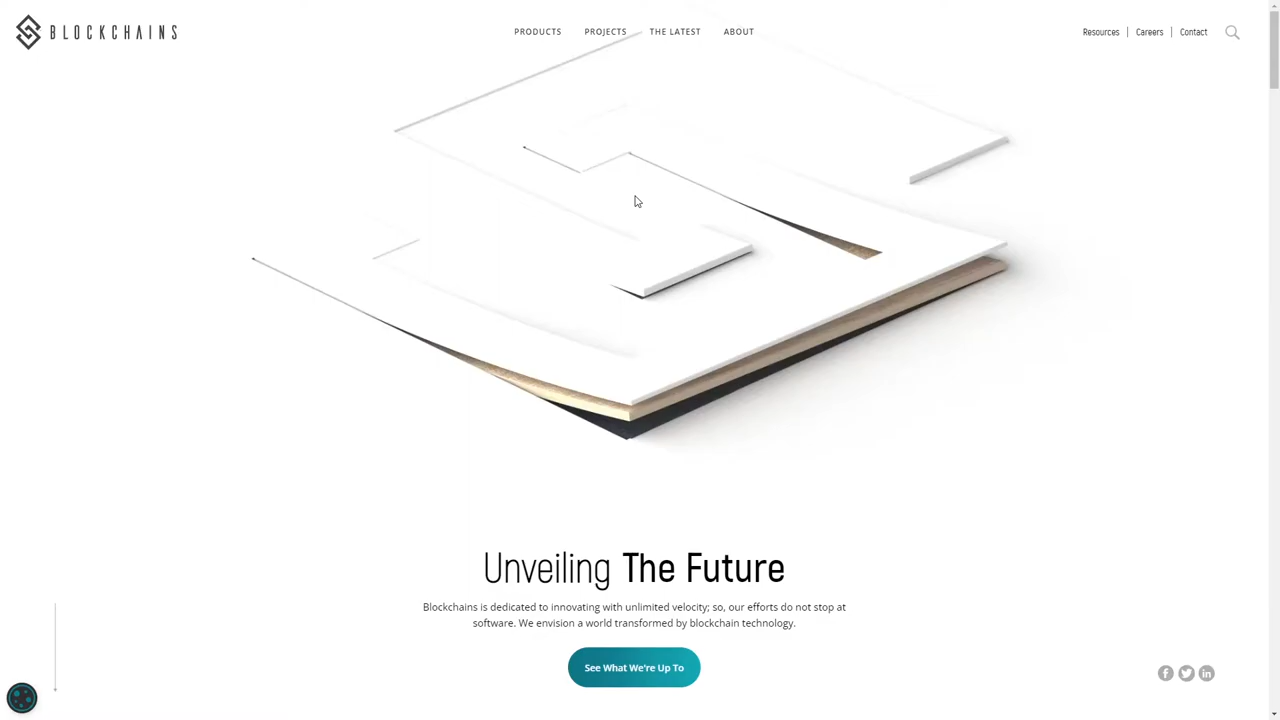 BLOCKCHAINS
PRODUCTS PROJECTS THE LATEST ABOUT
Resources Careers Contact
Unveiling The Future
Blockchains is dedicated to innovating with unlimited velocity; so, our efforts do not stop at
software. We envision a world transformed by blockchain technology.
See What We're Up To